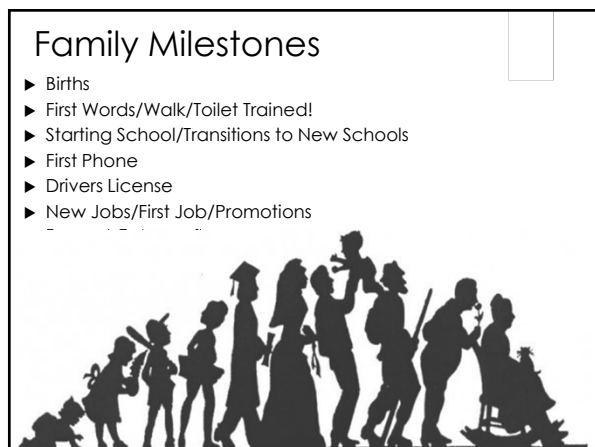 Family Milestones
▶ Births
▶ First Words/Walk/Toilet Trained!
▶ Starting School/Transitions to New Schools
▶ First Phone
▶ Drivers License
▶ New Jobs/First Job/Promotions